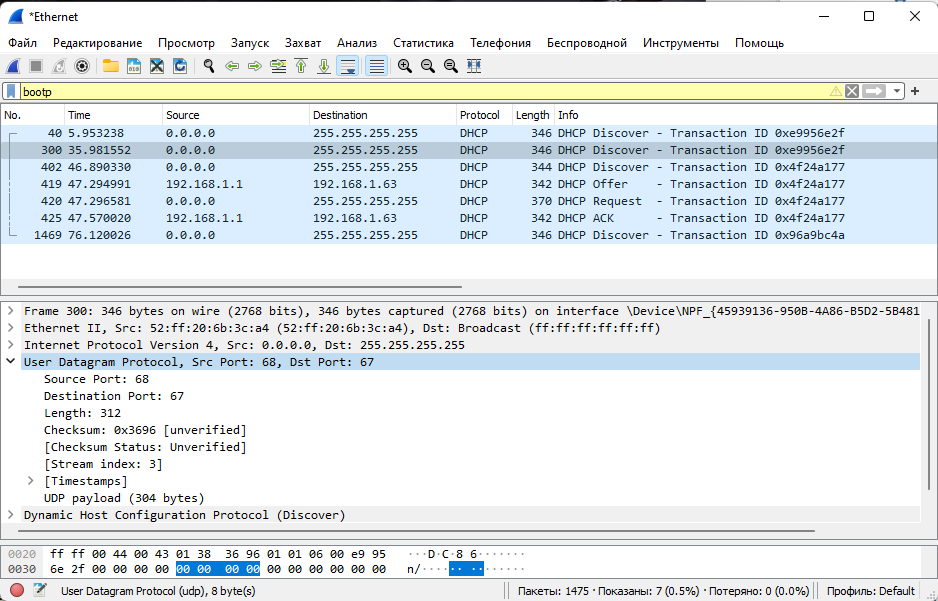 *Ethernet
Файл Редактирование Просмотр Запуск Захват Анализ Статистика Телефония Беспроводной Инструменты Помощь
bootp
No. Time Source Destination Protocol Length Info
40 5.953238 0.0.0.0 255.255.255.255 DHCP 346 DHCP Discover - Transaction ID 0xe9956e2f
300 35.981552 0.0.0.0 255.255.255.255 DHCP 346 DHCP Discover - Transaction ID 0xe9956e2f
402 46.890330 0.0.0.0 255.255.255.255 DHCP 344 DHCP Discover - Transaction ID 0x4f24a177
419 47.294991 192.168.1.1 192.168.1.63 DHCP 342 DHCP Offer - Transaction ID 0x4f24a177
420 47.296581 0.0.0.0 255.255.255.255 DHCP 370 DHCP Request - Transaction ID 0x4f24a177
425 47.570020 192.168.1.1 192.168.1.63 DHCP 342 DHCP ACK - Transaction ID 0x4f24a177
1469 76.120026 0.0.0.0 255.255.255.255 DHCP 346 DHCP Discover - Transaction ID 0x96a9bc4a
Frame 300: 346 bytes on wire (2768 bits), 346 bytes captured (2768 bits) on interface \Device\NPF_{45939136-950B-4A86-B5D2-5B481
Ethernet II, Src: 52:ff:20:6b:3c:a4 (52:ff:20:6b:3c:a4), Dst: Broadcast (ff:ff:ff:ff:ff:ff)
Internet Protocol Version 4, Src: 0.0.0.0, Dst: 255.255.255.255
User Datagram Protocol, Src Port: 68, Dst Port: 67
Source Port: 68
Destination Port: 67
Length: 312
Checksum: 0x3696 [unverified]
[Checksum Status: Unverified]
[Stream index: 3]
[Timestamps]
UDP payload (304 bytes)
Dynamic Host Configuration Protocol (Discover)
0020 ff ff 00 44 00 43 01 38 36 96 01 01 06 00 e9 95 ···D·C·8 6·······
0030 6e 2f 00 00 00 00 00 00 00 00 00 00 00 00 00 00 n/······ ········
User Datagram Protocol (udp), 8 byte(s) Пакеты: 1475 · Показаны: 7 (0.5%) · Потеряно: 0 (0.0%) Профиль: Default